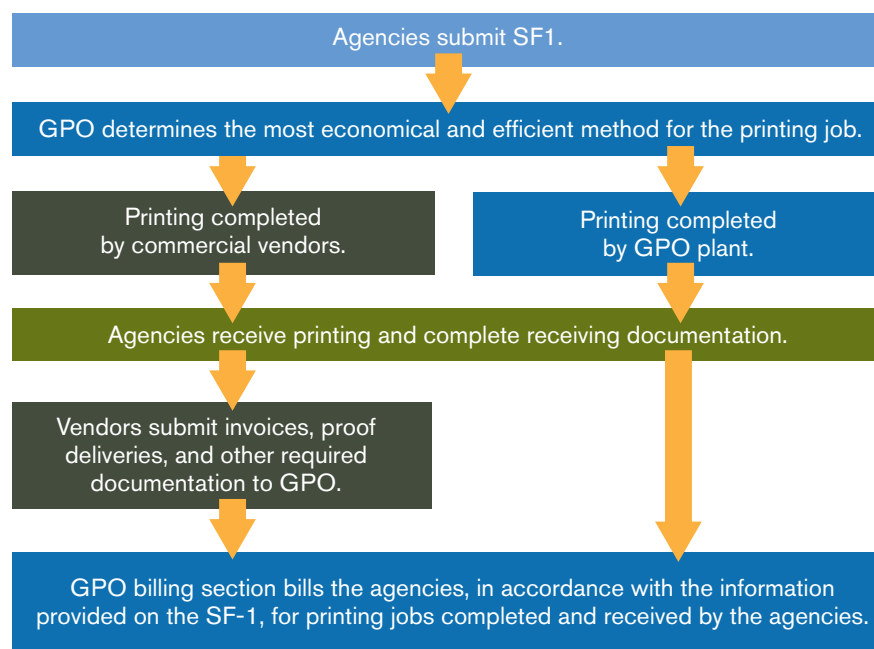 Agencies submit SF1.
GPO determines the most economical and efficient method for the printing job.
Printing completed
by commercial vendors.
Printing completed
by GPO plant.
Agencies receive printing and complete receiving documentation.
Vendors submit invoices, proof
deliveries, and other required
documentation to GPO.
GPO billing section bills the agencies, in accordance with the information
provided on the SF-1, for printing jobs completed and received by the agencies.